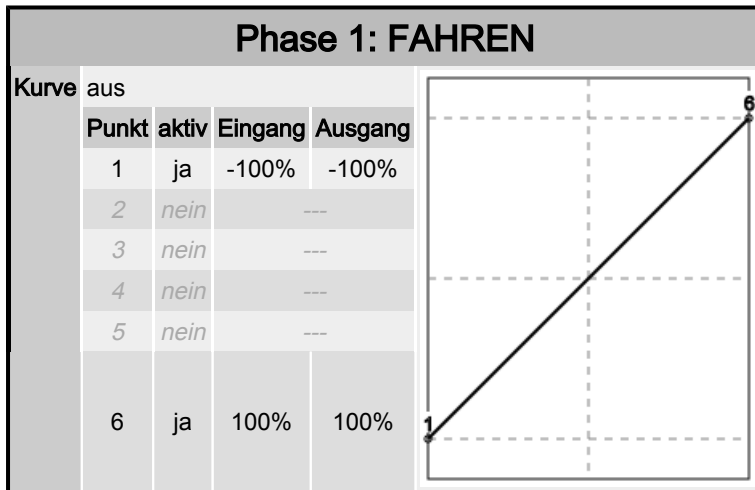 Phase 1: FAHREN
Kurve aus
Punkt aktiv Eingang Ausgang
1 ja -100% -100%
2 nein ---
3 nein ---
4 nein ---
5 nein ---
6 ja 100% 100%
6
1